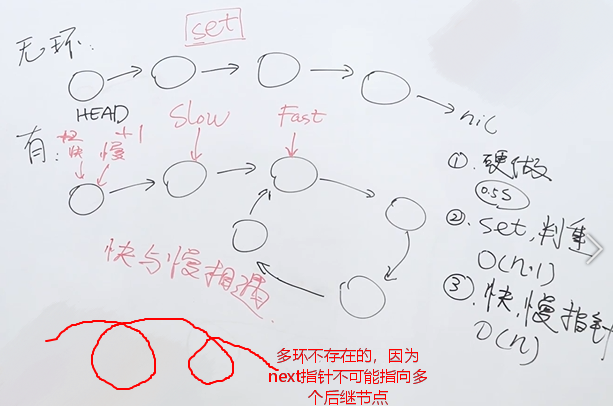 无环:
set
HEAD
nil
有:
+2
快
慢
+1
Slow
Fast
快与慢相遇
①. 硬做
0.5s
②. Set, 判重
O(n·1)
③. 快, 慢指针
O(n)
多环不存在的，因为
next指针不可能指向多
个后继节点